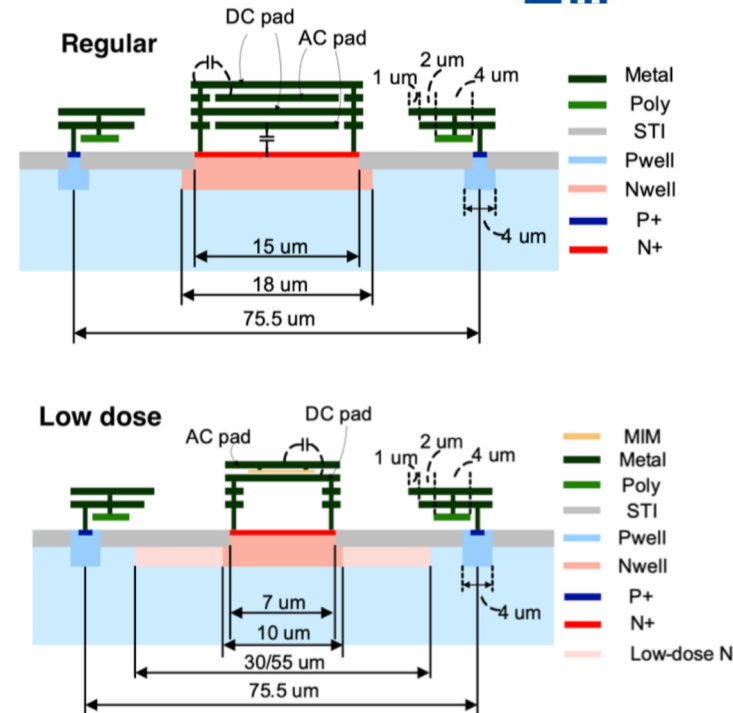 Regular
DC pad
AC pad
1 um
2 um
4 um
15 um
18 um
75.5 um
4 um
Metal
Poly
STI
Pwell
Nwell
P+
N+
Low dose
AC pad
DC pad
1 um
2 um
4 um
7 um
10 um
30/55 um
75.5 um
4 um
MIM
Metal
Poly
STI
Pwell
Nwell
P+
N+
Low-dose N